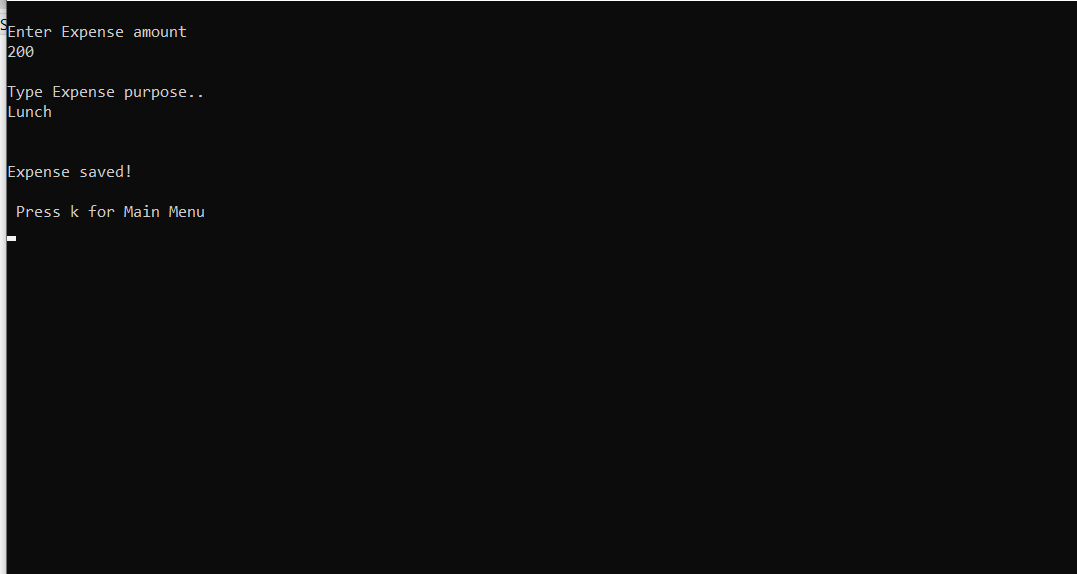 Enter Expense amount
200
Type Expense purpose..
Lunch
Expense saved!
Press k for Main Menu